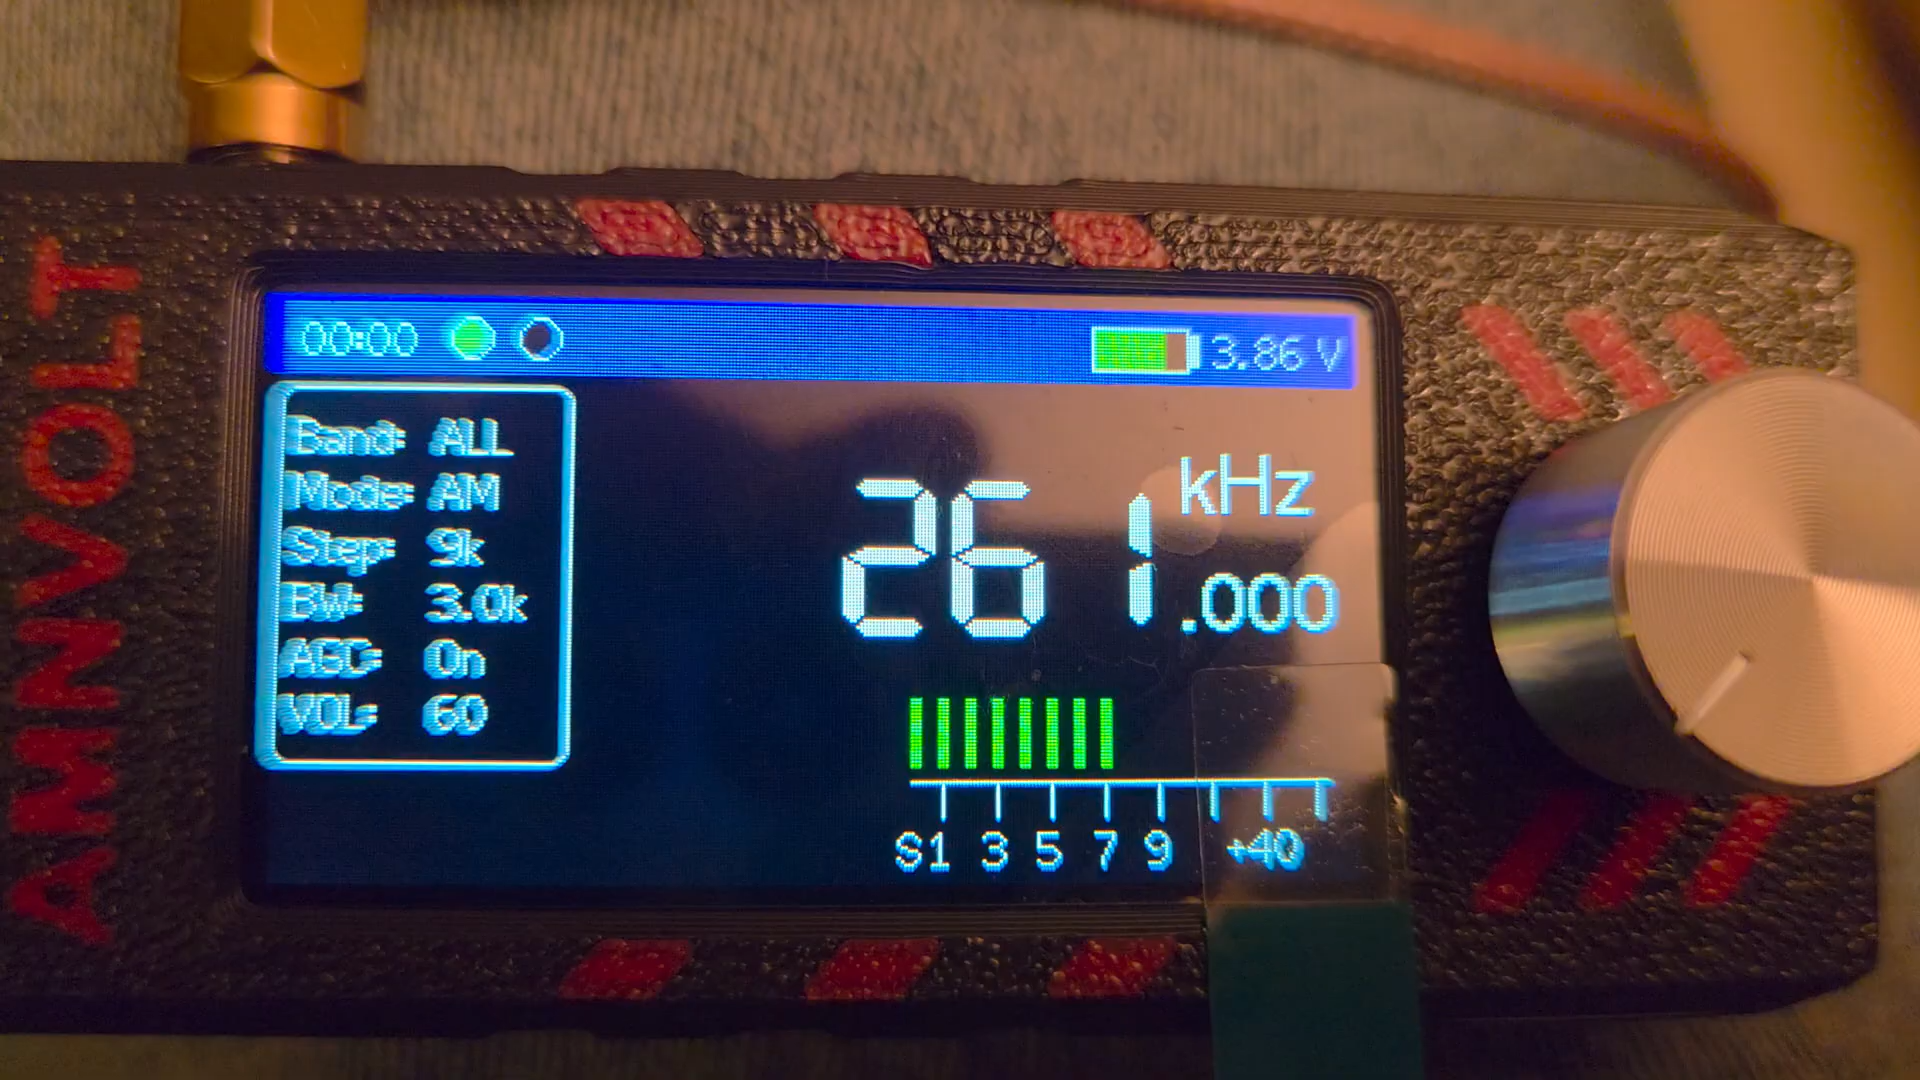 AMNVOLT
00:00
3.86 V
Band: ALL
Mode: AM
Step: 9k
BW: 3.0k
AGC: On
VOL: 60
261.000 kHz
S1 3 5 7 9 +40